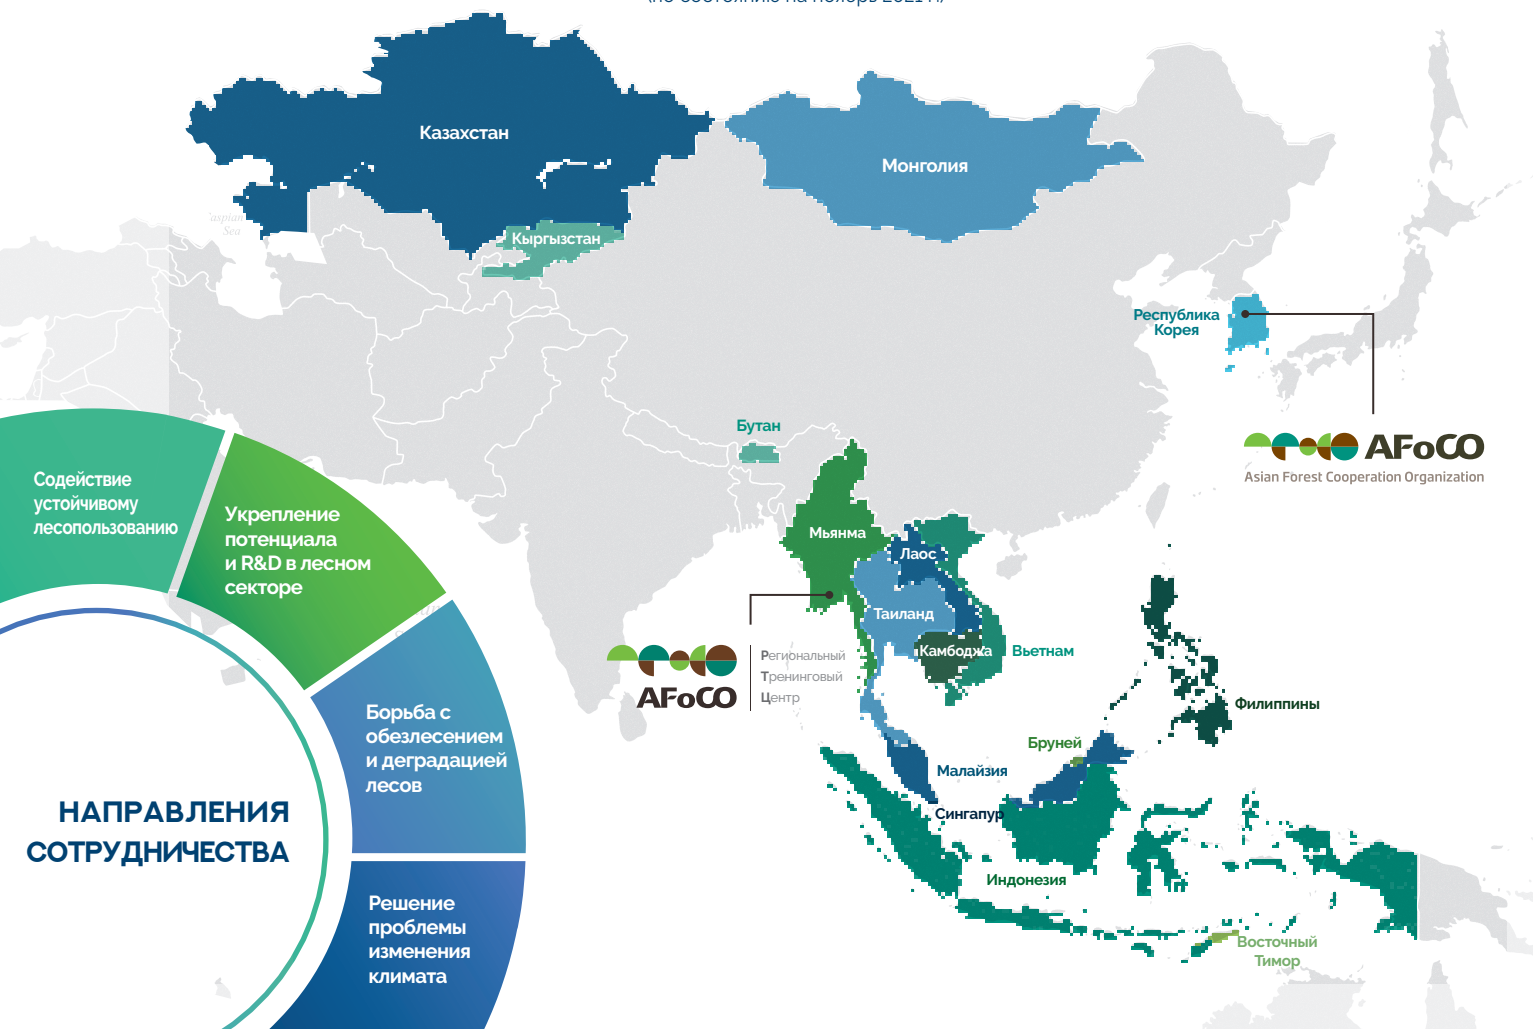 Казахстан
Монголия
'aspian
Sea
Кыргызстан
Республика
Корея
Бутан
AFoCO
Asian Forest Cooperation Organization
Мьянма
Лаос
Таиланд
Камбоджа
Вьетнам
AFoCO
Региональный
Тренинговый
Центр
Филиппины
Бруней
Малайзия
Сингапур
Индонезия
Восточный
Тимор
Содействие
устойчивому
лесопользованию
Укрепление
потенциала
и R&D в лесном
секторе
Борьба с
обезлесением
и деградацией
лесов
Решение
проблемы
изменения
климата
НАПРАВЛЕНИЯ
СОТРУДНИЧЕСТВА